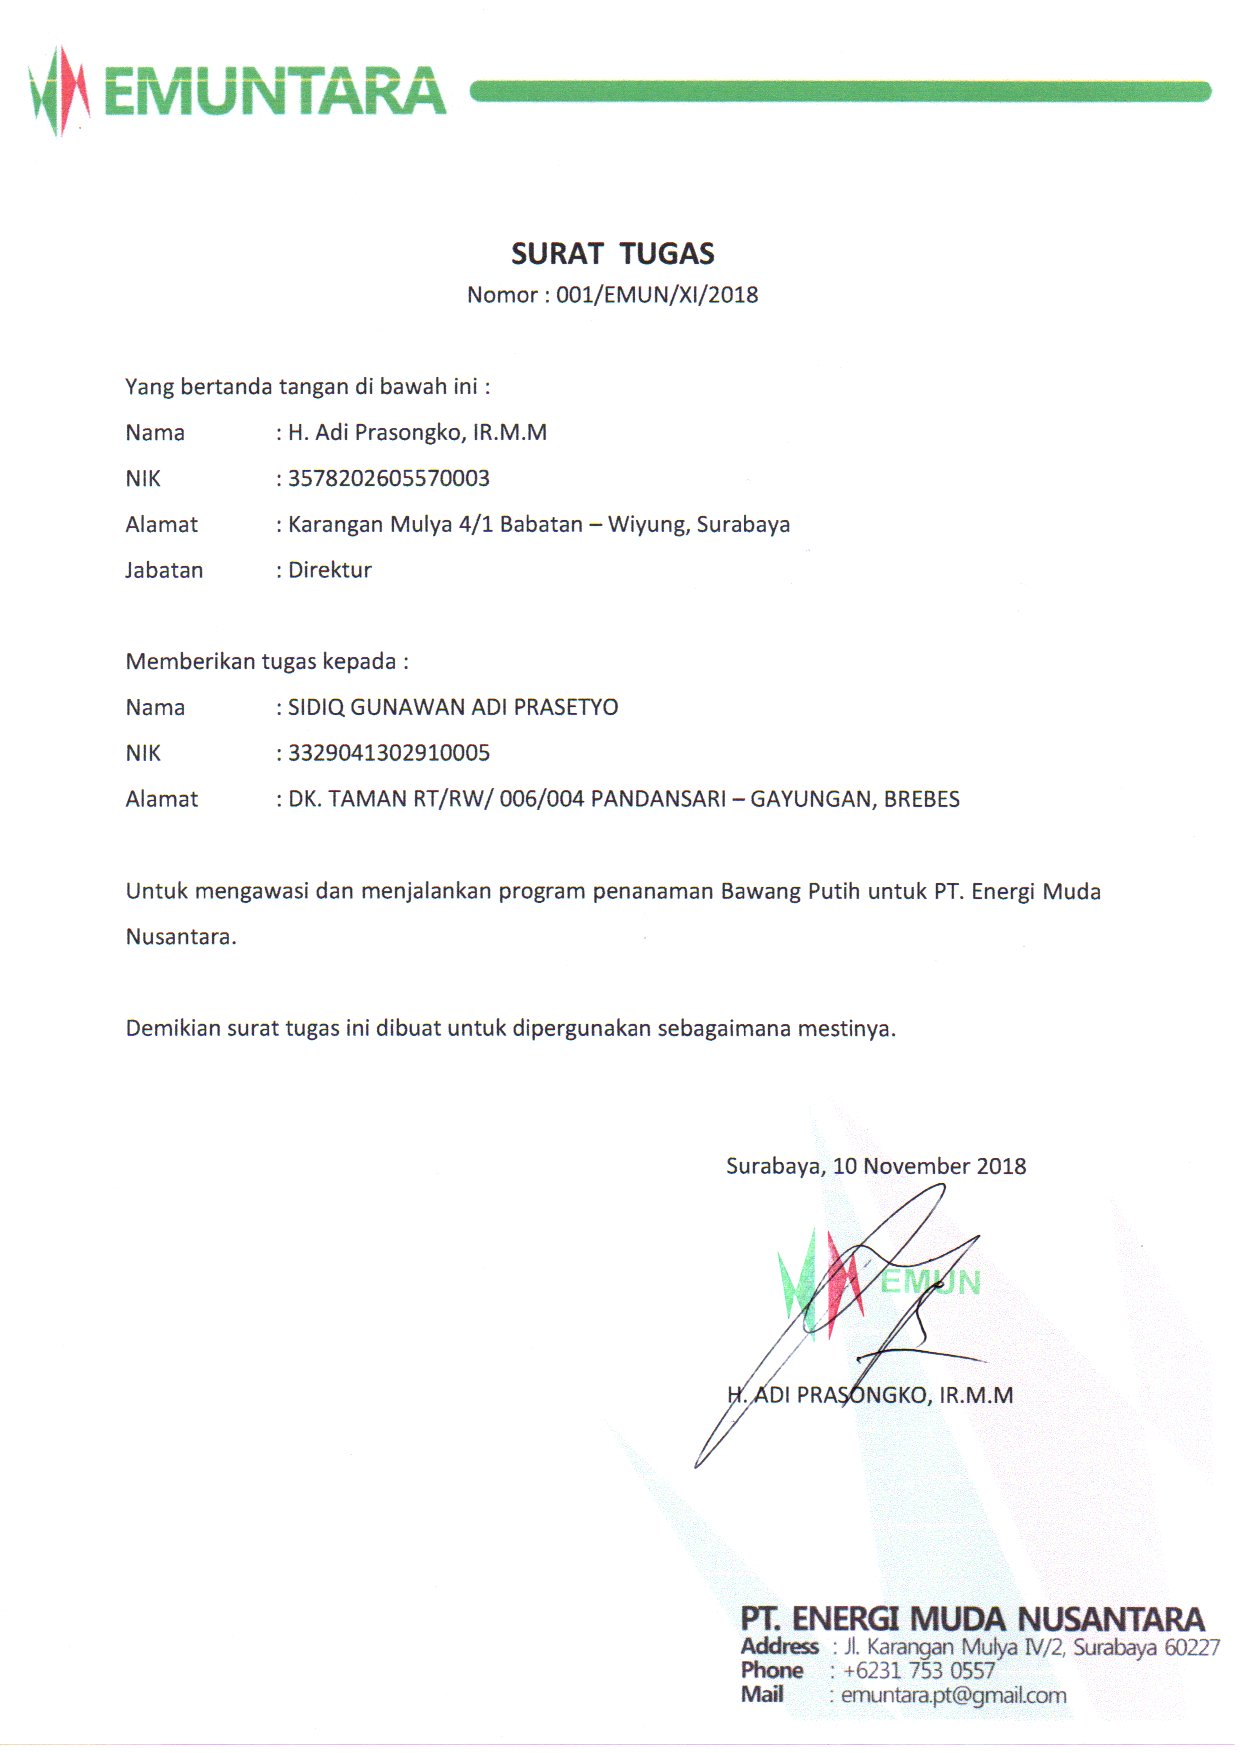 EMUNTARA
SURAT TUGAS
Nomor : 001/EMUN/XI/2018
Yang bertanda tangan di bawah ini :
Nama : H. Adi Prasongko, IR.M.M
NIK : 3578202605570003
Alamat : Karangan Mulya 4/1 Babatan – Wiyung, Surabaya
Jabatan : Direktur
Memberikan tugas kepada :
Nama : SIDIQ GUNAWAN ADI PRASETYO
NIK : 3329041302910005
Alamat : DK. TAMAN RT/RW/ 006/004 PANDANSARI – GAYUNGAN, BREBES
Untuk mengawasi dan menjalankan program penanaman Bawang Putih untuk PT. Energi Muda
Nusantara.
Demikian surat tugas ini dibuat untuk dipergunakan sebagaimana mestinya.
Surabaya, 10 November 2018
EMUN
H. ADI PRASONGKO, IR.M.M
PT. ENERGI MUDA NUSANTARA
Address : Jl. Karangan Mulya IV/2, Surabaya 60227
Phone : +6231 753 0557
Mail : emuntara.pt@gmail.com